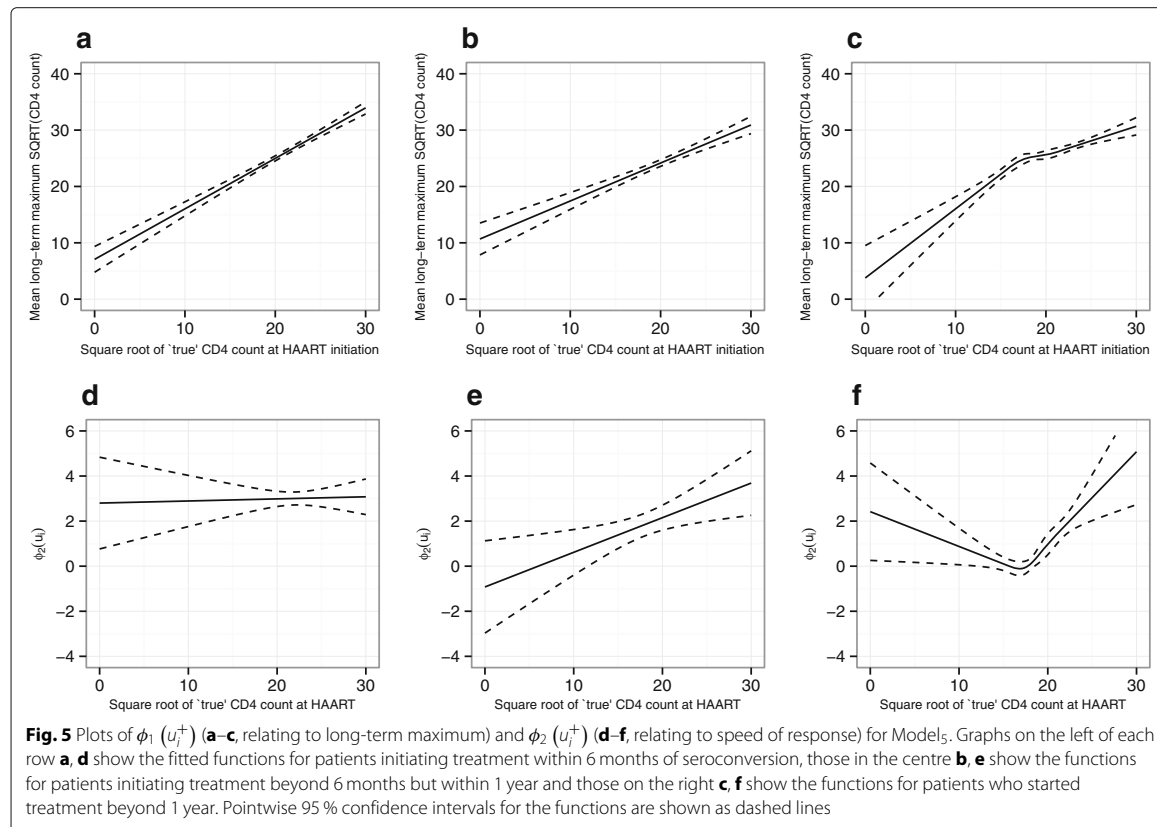 a
b
c
Mean long−term maximum SQRT(CD4 count)
40
30
20
10
0
0 10 20 30
Square root of `true' CD4 count at HAART initiation
Mean long−term maximum SQRT(CD4 count)
40
30
20
10
0
0 10 20 30
Square root of `true' CD4 count at HAART initiation
Mean long−term maximum SQRT(CD4 count)
40
30
20
10
0
0 10 20 30
Square root of `true' CD4 count at HAART initiation
d
e
f
ϕ₂(uᵢ)
6
4
2
0
−2
−4
0 10 20 30
Square root of `true' CD4 count at HAART
ϕ₂(uᵢ)
6
4
2
0
−2
−4
0 10 20 30
Square root of `true' CD4 count at HAART
ϕ₂(uᵢ)
6
4
2
0
−2
−4
0 10 20 30
Square root of `true' CD4 count at HAART
Fig. 5 Plots of ϕ₁ (uᵢ⁺) (a–c, relating to long-term maximum) and ϕ₂ (uᵢ⁺) (d–f, relating to speed of response) for Model₅. Graphs on the left of each
row a, d show the fitted functions for patients initiating treatment within 6 months of seroconversion, those in the centre b, e show the functions
for patients initiating treatment beyond 6 months but within 1 year and those on the right c, f show the functions for patients who started
treatment beyond 1 year. Pointwise 95 % confidence intervals for the functions are shown as dashed lines